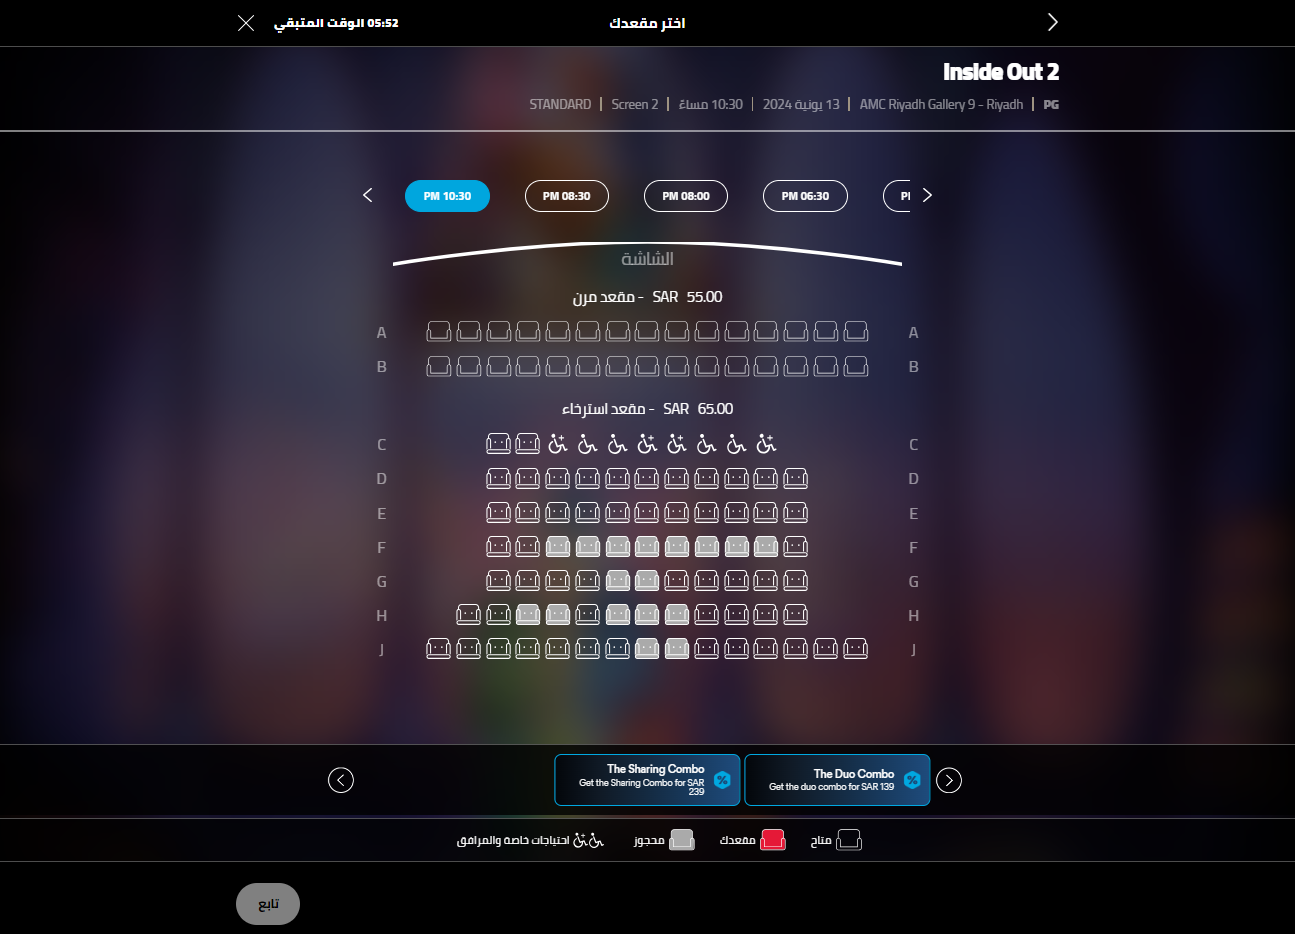 اختر مقعدك
05:52 الوقت المتبقي
Inside Out 2
PG | AMC Riyadh Gallery 9 - Riyadh | 13 يونية 2024 | 10:30 مساءً | Screen 2 | STANDARD
PM 10:30 PM 08:30 PM 08:00 PM 06:30
الشاشة
مقعد مرن - SAR 55.00
A A
B B
مقعد استرخاء - SAR 65.00
C C
D D
E E
F F
G G
H H
J J
The Duo Combo
Get the duo combo for SAR 139
The Sharing Combo
Get the Sharing Combo for SAR
239
متاح مقعدك محجوز احتياجات خاصة والمرافق
تابع